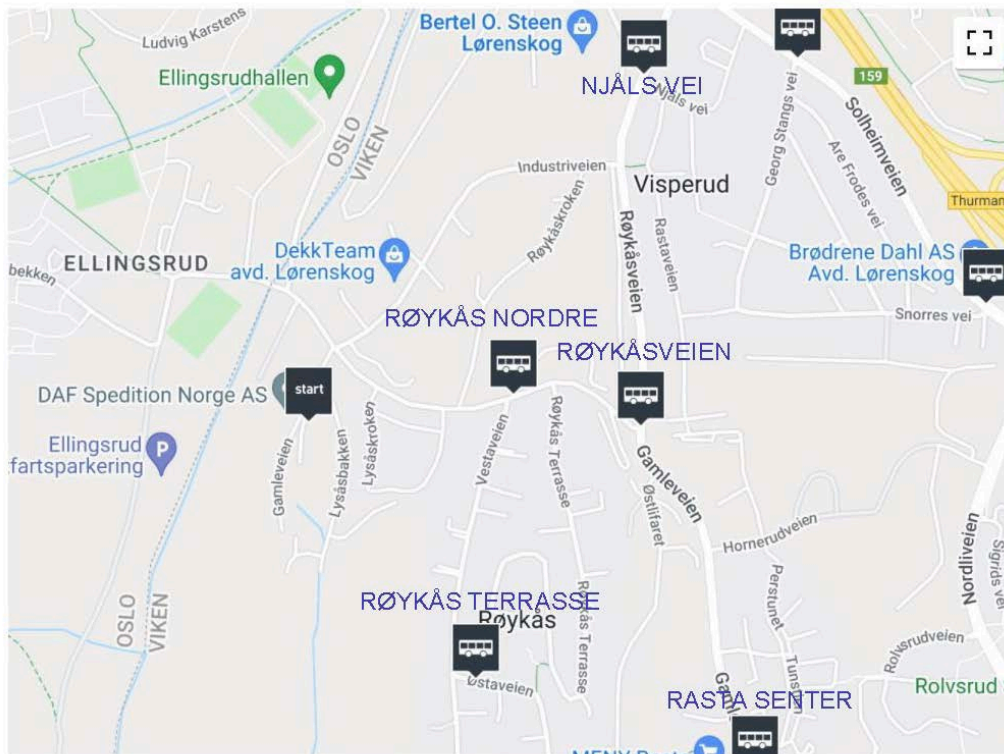 Ludvig Karstens
Bertel O. Steen
Lørenskog
Ellingsrudhallen
NJÅLS VEI
Njåls vei
159
OSLO
VIKEN
Georg Stangs vei
Solheimveien
Are Frodes vei
Industriveien
Visperud
Thurman
Røykåskroken
Røykåsveien
Rastaveien
ELLINGSRUD
bekken
DekkTeam
avd. Lørenskog
Brødrene Dahl AS
Avd. Lørenskog
Snorres vei
RØYKÅS NORDRE
RØYKÅSVEIEN
DAF Spedition Norge AS
start
Ellingsrud
fartsparkering
Gamleveien
Lysåsbakken
Lysåskroken
Vestaveien
Røykås Terrasse
Gamleveien
Østlifaret
Hornerudveien
Perstunet
Nordliveien
Sigrids vei
OSLO
VIKEN
RØYKÅS TERRASSE
Røykås
Røykås Terrasse
Østaveien
Tunstien
Rolvsrudveien
Rolvsrud
RASTA SENTER